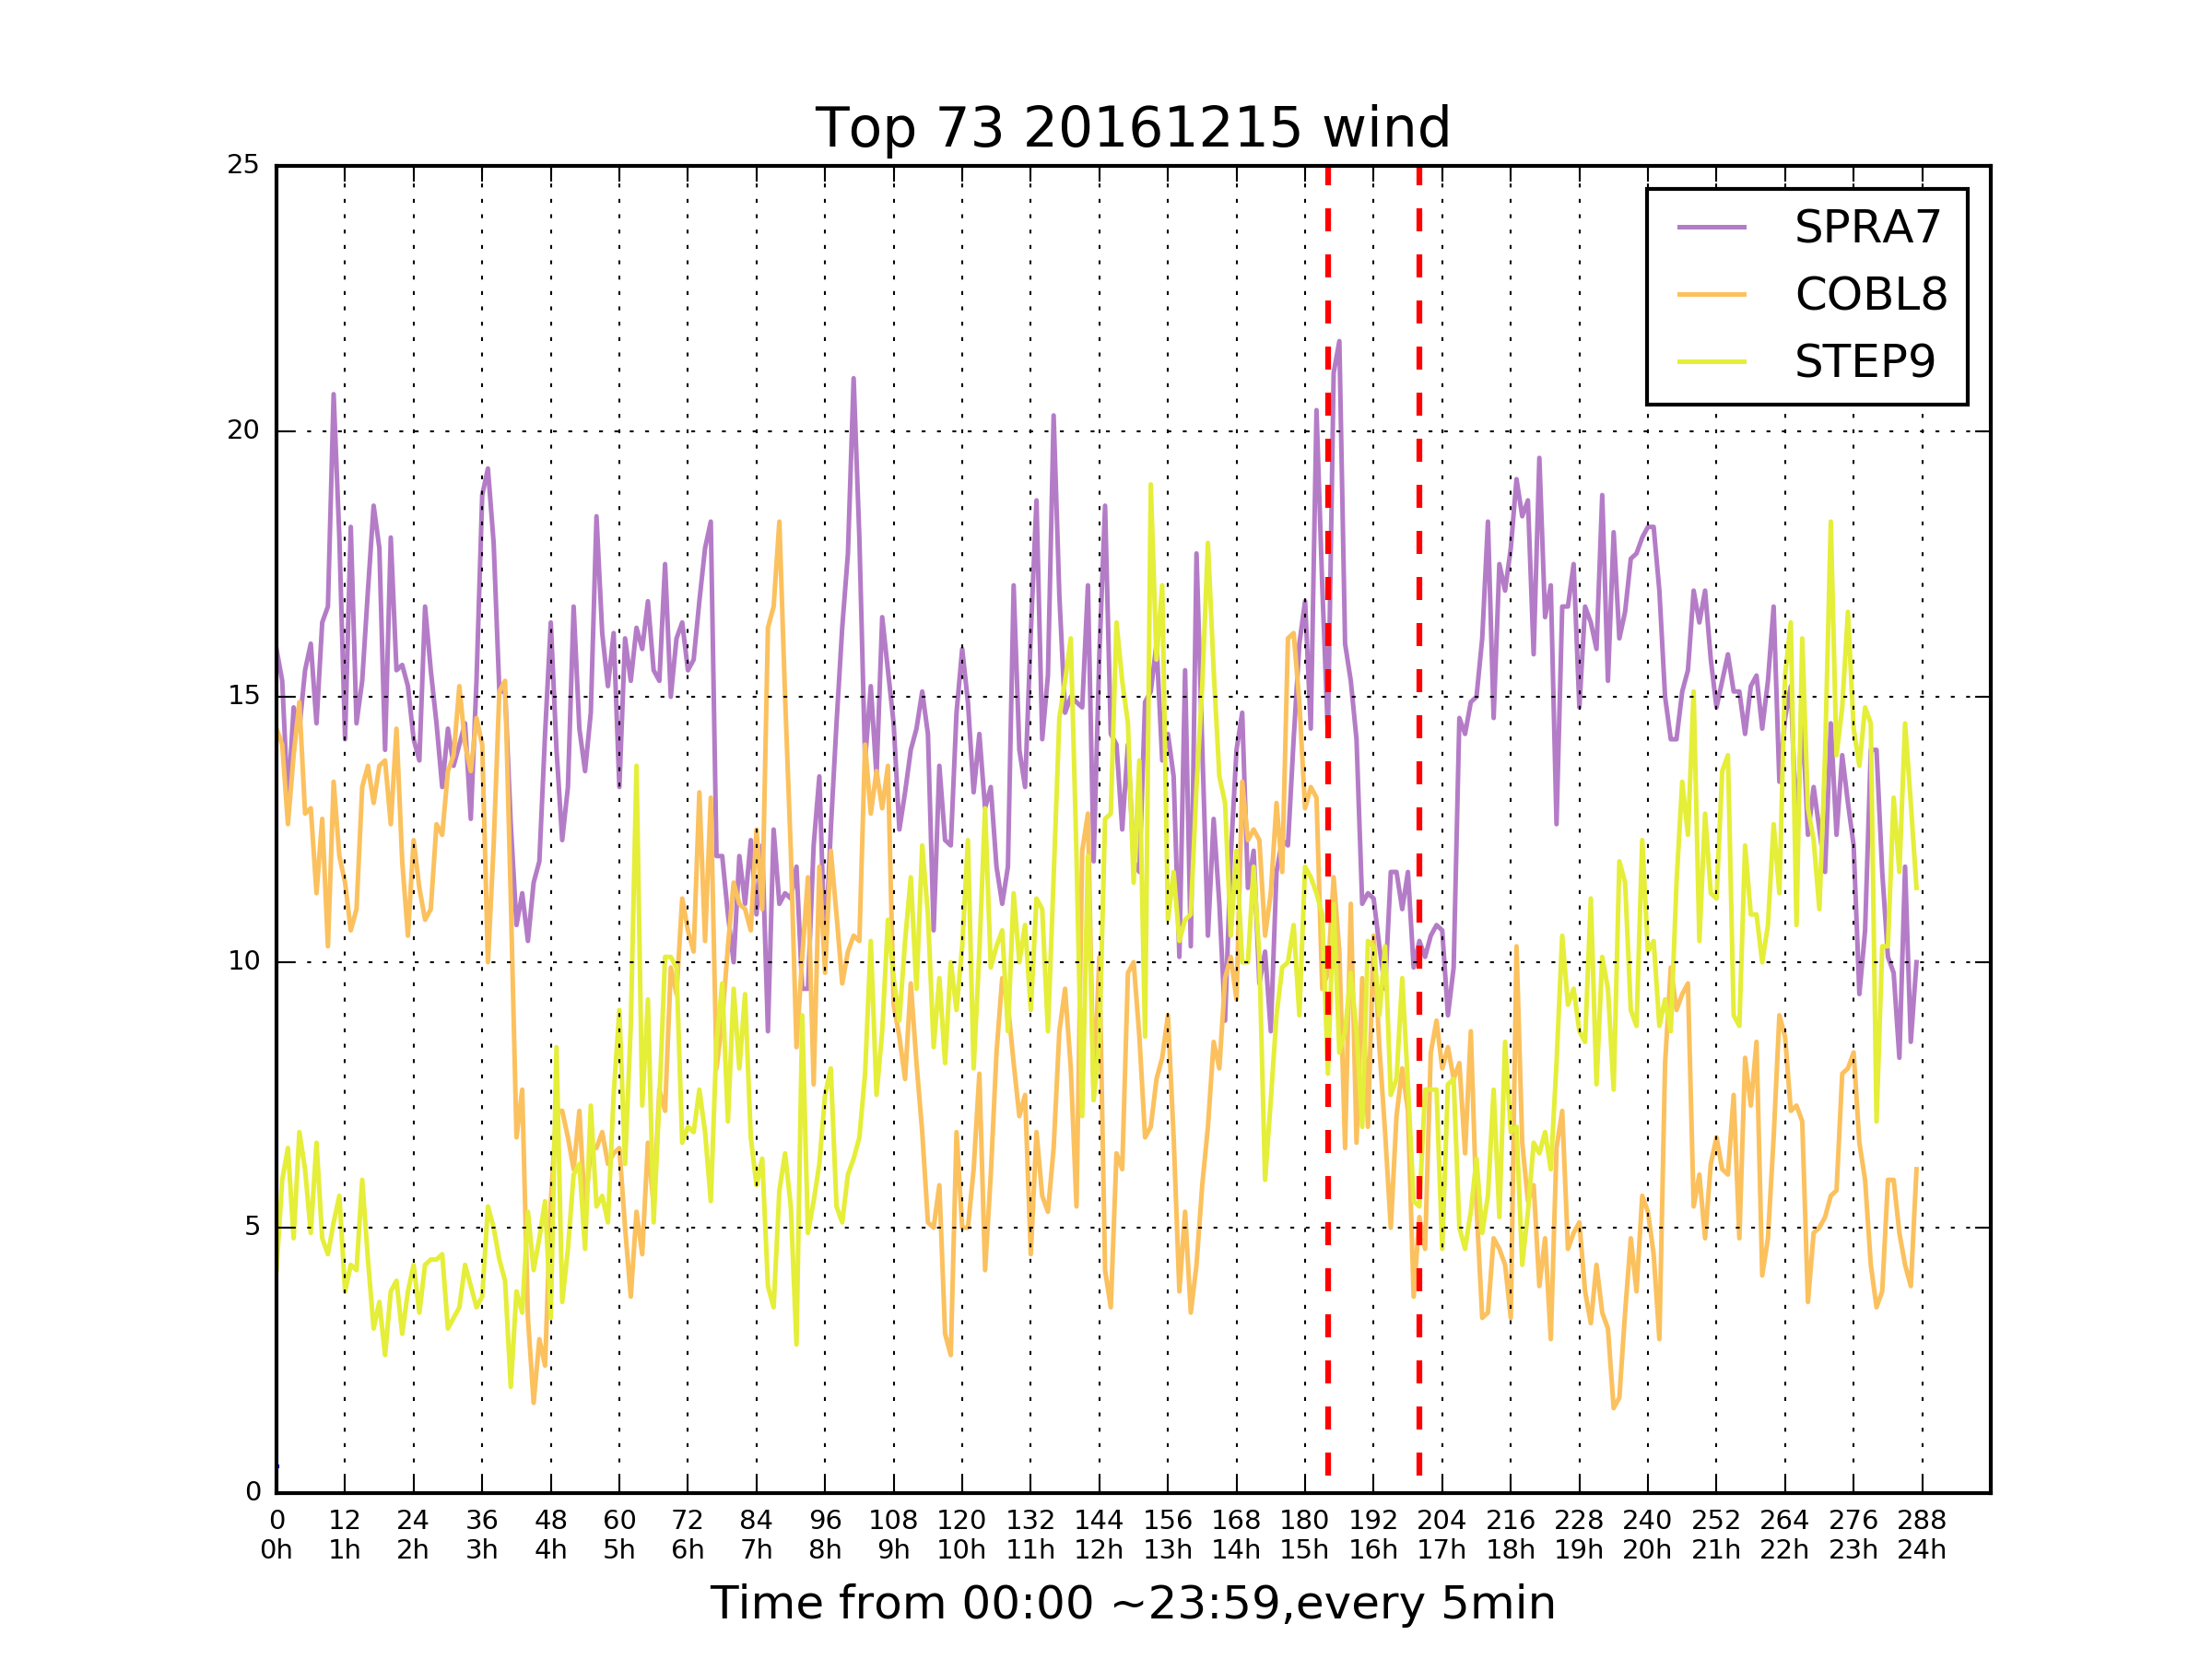 Top 73 20161215 wind
25
20
15
10
5
0
SPRA7
COBL8
STEP9
0 12 24 36 48 60 72 84 96 108 120 132 144 156 168 180 192 204 216 228 240 252 264 276 288
0h 1h 2h 3h 4h 5h 6h 7h 8h 9h 10h 11h 12h 13h 14h 15h 16h 17h 18h 19h 20h 21h 22h 23h 24h
Time from 00:00 ~23:59,every 5min